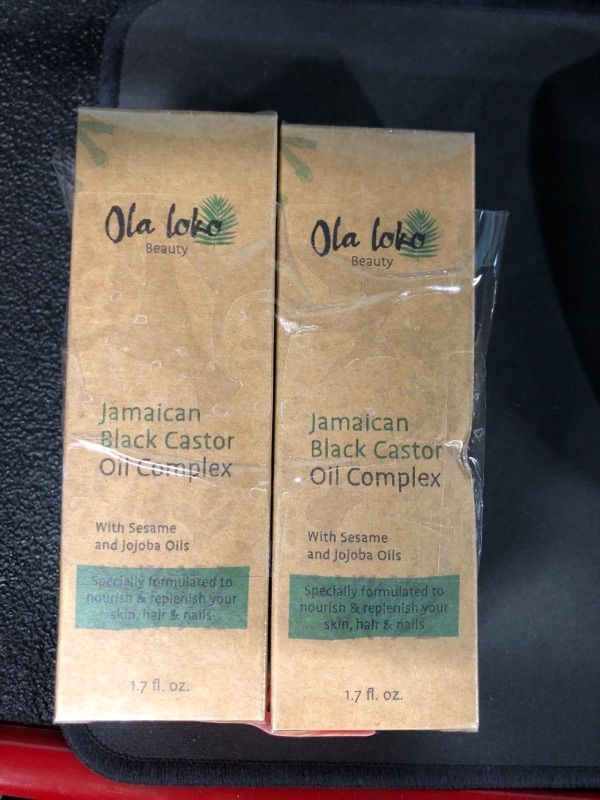 Ola loko
Beauty
Jamaican
Black Castor
Oil Complex
With Sesame
and Jojoba Oils
Specially formulated to
nourish & replenish your
skin, hair & nails
1.7 fl. oz.
Ola loko
Beauty
Jamaican
Black Castor
Oil Complex
With Sesame
and Jojoba Oils
Specially formulated to
nourish & replenish your
skin, hair & nails
1.7 fl. oz.